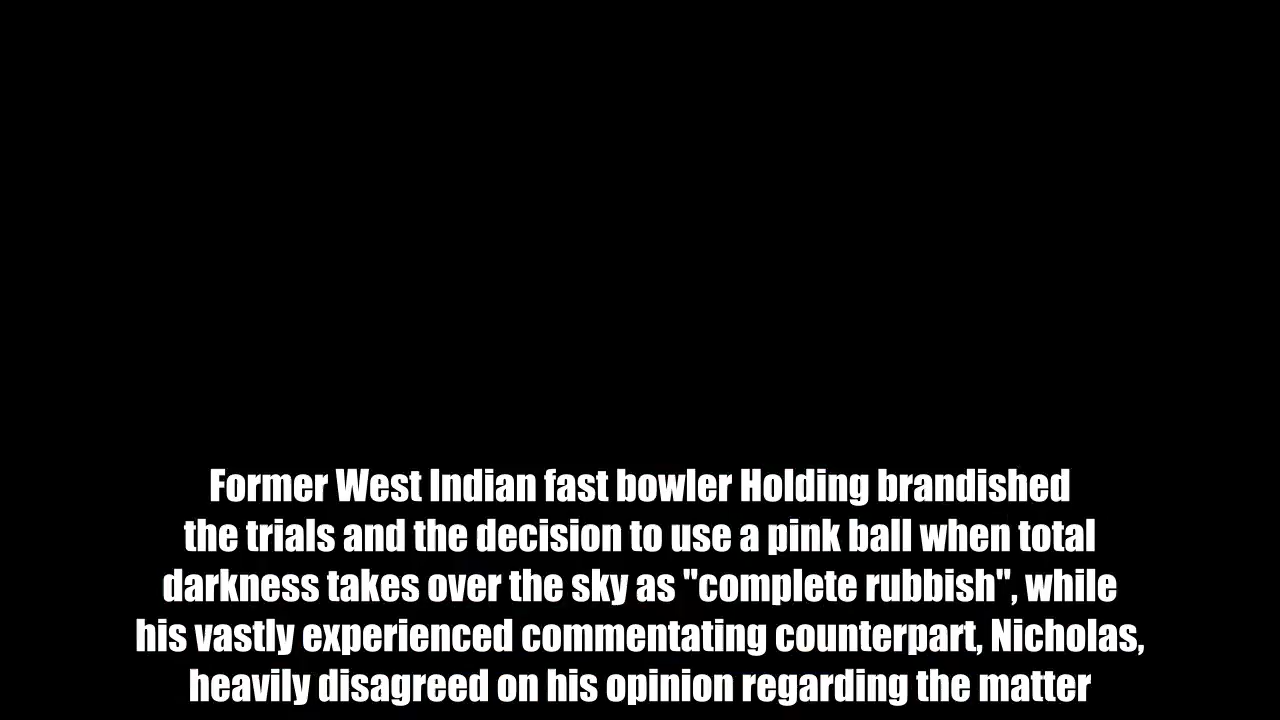 Former West Indian fast bowler Holding brandished
the trials and the decision to use a pink ball when total
darkness takes over the sky as "complete rubbish", while
his vastly experienced commentating counterpart, Nicholas,
heavily disagreed on his opinion regarding the matter